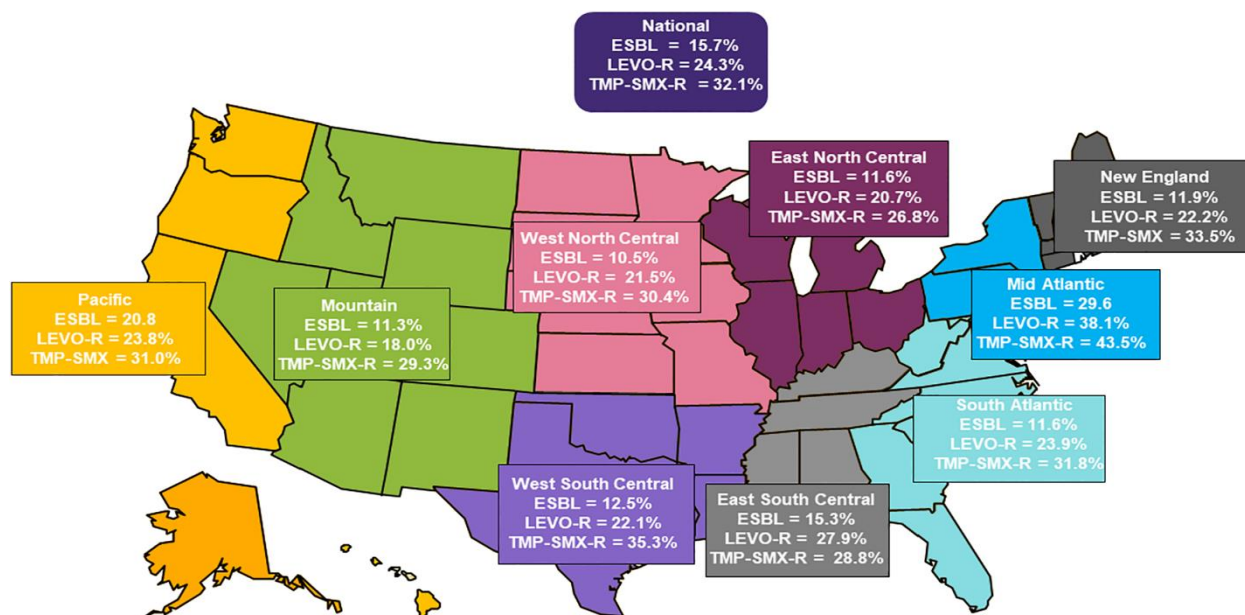 National
ESBL = 15.7%
LEVO-R = 24.3%
TMP-SMX-R = 32.1%
East North Central
ESBL = 11.6%
LEVO-R = 20.7%
TMP-SMX-R = 26.8%
New England
ESBL = 11.9%
LEVO-R = 22.2%
TMP-SMX = 33.5%
West North Central
ESBL = 10.5%
LEVO-R = 21.5%
TMP-SMX-R = 30.4%
Pacific
ESBL = 20.8
LEVO-R = 23.8%
TMP-SMX = 31.0%
Mountain
ESBL = 11.3%
LEVO-R = 18.0%
TMP-SMX-R = 29.3%
Mid Atlantic
ESBL = 29.6
LEVO-R = 38.1%
TMP-SMX-R = 43.5%
South Atlantic
ESBL = 11.6%
LEVO-R = 23.9%
TMP-SMX-R = 31.8%
West South Central
ESBL = 12.5%
LEVO-R = 22.1%
TMP-SMX-R = 35.3%
East South Central
ESBL = 15.3%
LEVO-R = 27.9%
TMP-SMX-R = 28.8%